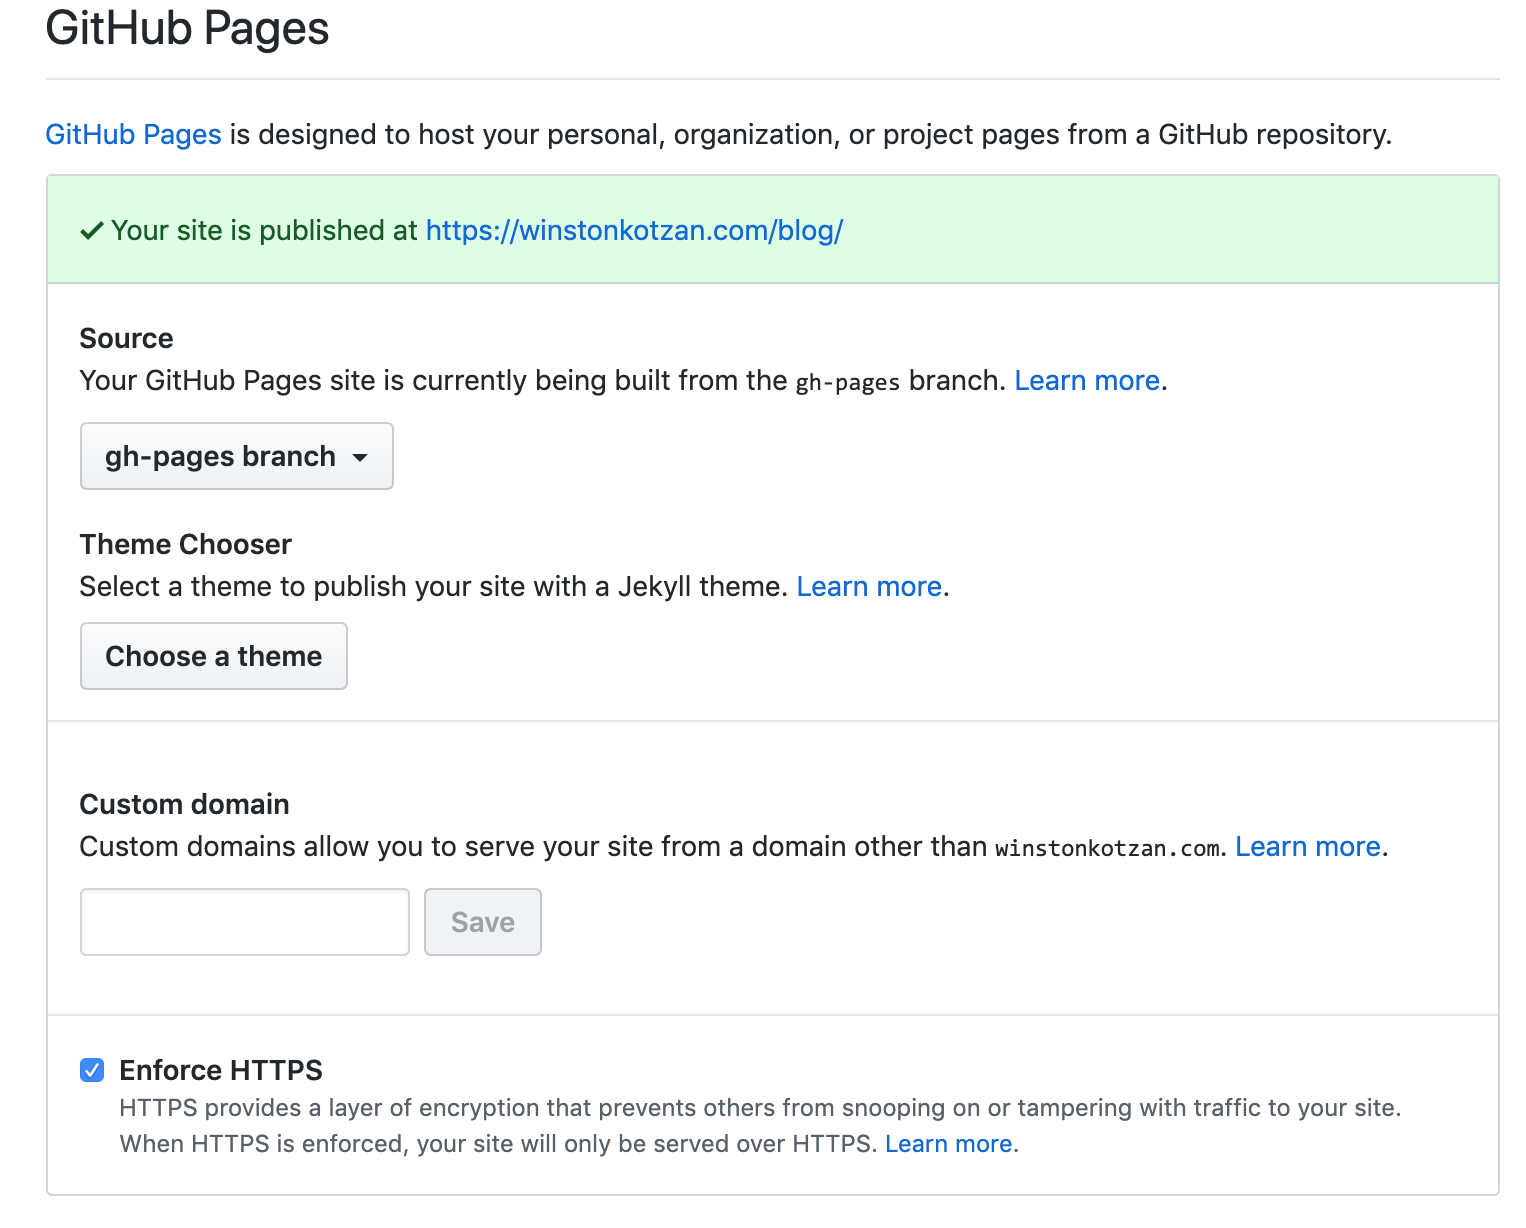 GitHub Pages
GitHub Pages is designed to host your personal, organization, or project pages from a GitHub repository.
Your site is published at https://winstonkotzan.com/blog/
Source
Your GitHub Pages site is currently being built from the gh-pages branch. Learn more.
gh-pages branch
Theme Chooser
Select a theme to publish your site with a Jekyll theme. Learn more.
Choose a theme
Custom domain
Custom domains allow you to serve your site from a domain other than winstonkotzan.com. Learn more.
Save
Enforce HTTPS
HTTPS provides a layer of encryption that prevents others from snooping on or tampering with traffic to your site.
When HTTPS is enforced, your site will only be served over HTTPS. Learn more.